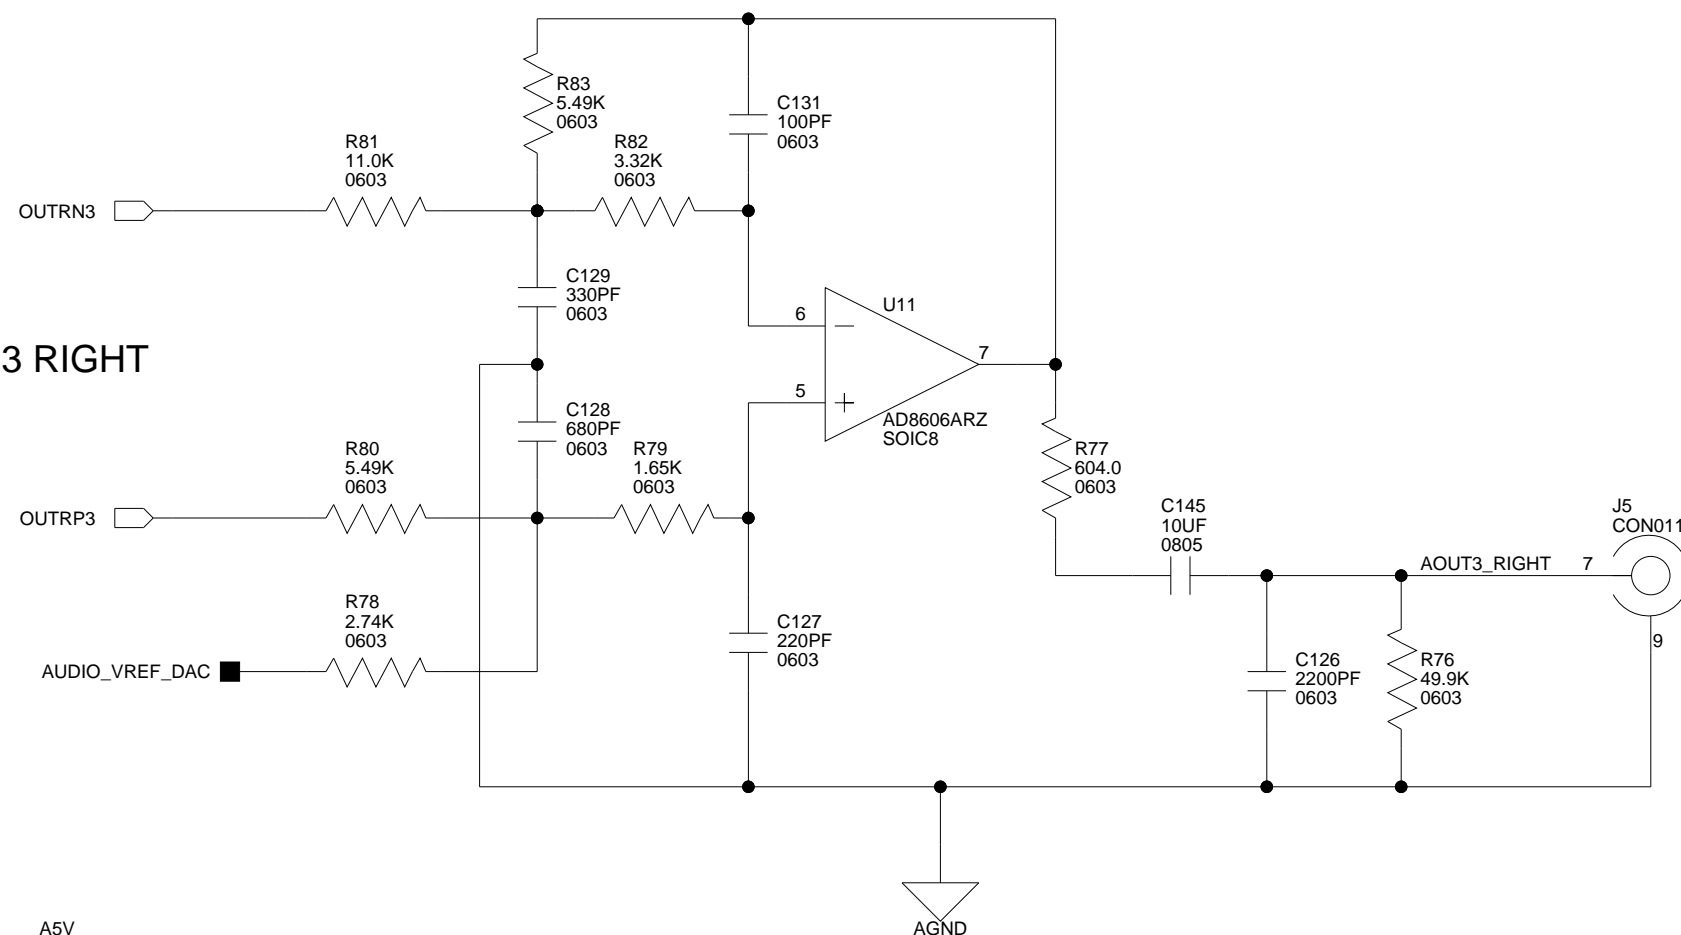 R83
5.49K
0603
C131
100PF
0603
R81
11.0K
0603
R82
3.32K
0603
OUTRN3
C129
330PF
0603
U11
6
3 RIGHT
7
5
C128
680PF
0603
AD8606ARZ
SOIC8
R80
5.49K
0603
R79
1.65K
0603
R77
604.0
0603
OUTRP3
C145
10UF
0805
J5
CON011
AOUT3_RIGHT
7
R78
2.74K
0603
C127
220PF
0603
9
AUDIO_VREF_DAC
C126
2200PF
0603
R76
49.9K
0603
A5V
AGND